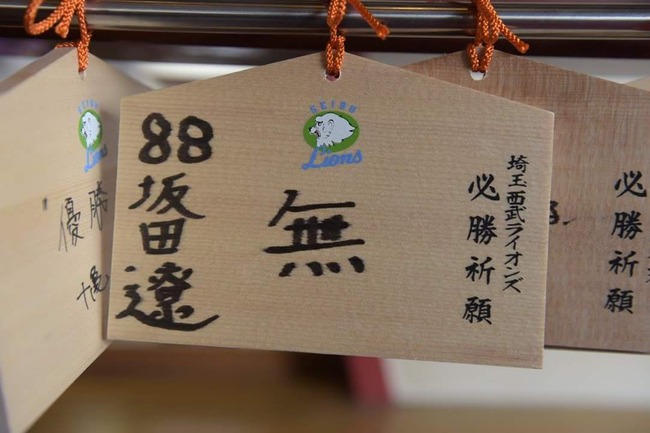 SEIBU
Lions
埼玉西武ライオンズ
必勝祈願
無
88
坂田遼
優勝
必勝祈願